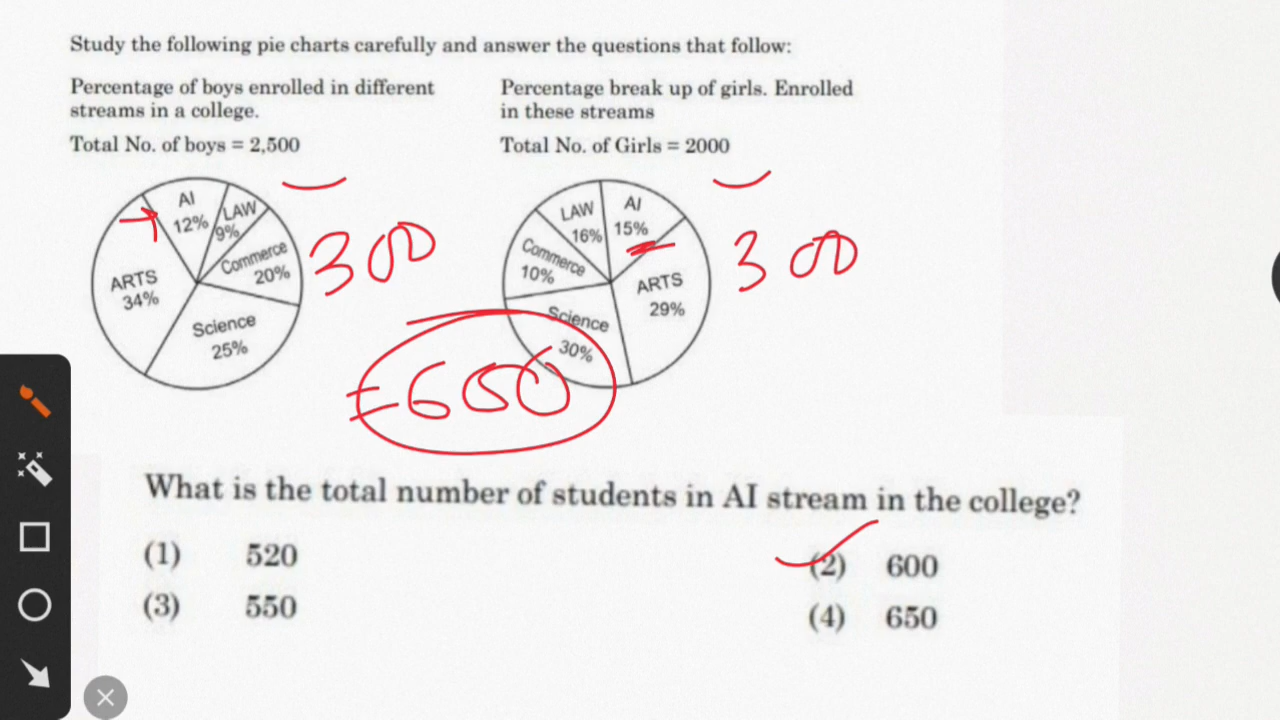 Study the following pie charts carefully and answer the questions that follow:
Percentage of boys enrolled in different
streams in a college.
Total No. of boys = 2,500
Percentage break up of girls. Enrolled
in these streams
Total No. of Girls = 2000
AI
12%
LAW
9%
Commerce
20%
ARTS
34%
Science
25%
300
LAW
16%
AI
15%
Commerce
10%
ARTS
29%
Science
30%
300
What is the total number of students in AI stream in the college?
(1) 520
(2) 600
(3) 550
(4) 650